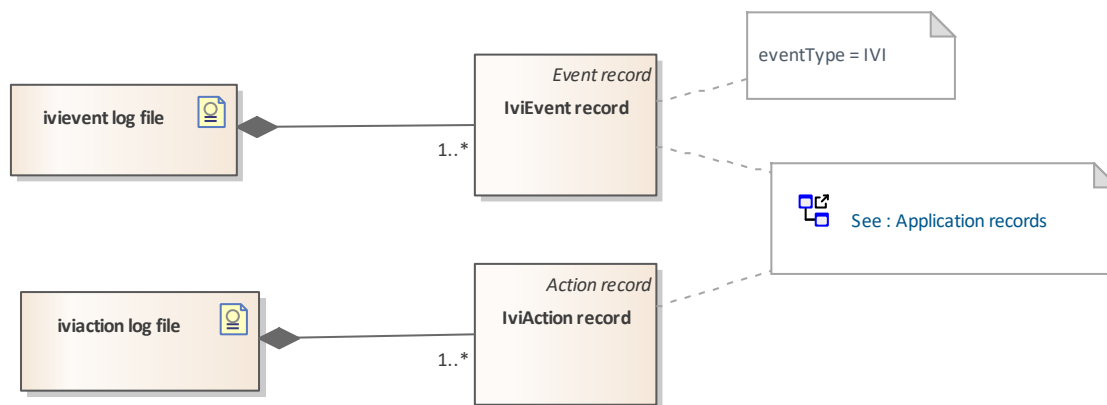 eventType = IVI
Event record
IviEvent record
ivievent log file
1..*
See : Application records
Action record
IviAction record
iviaction log file
1..*